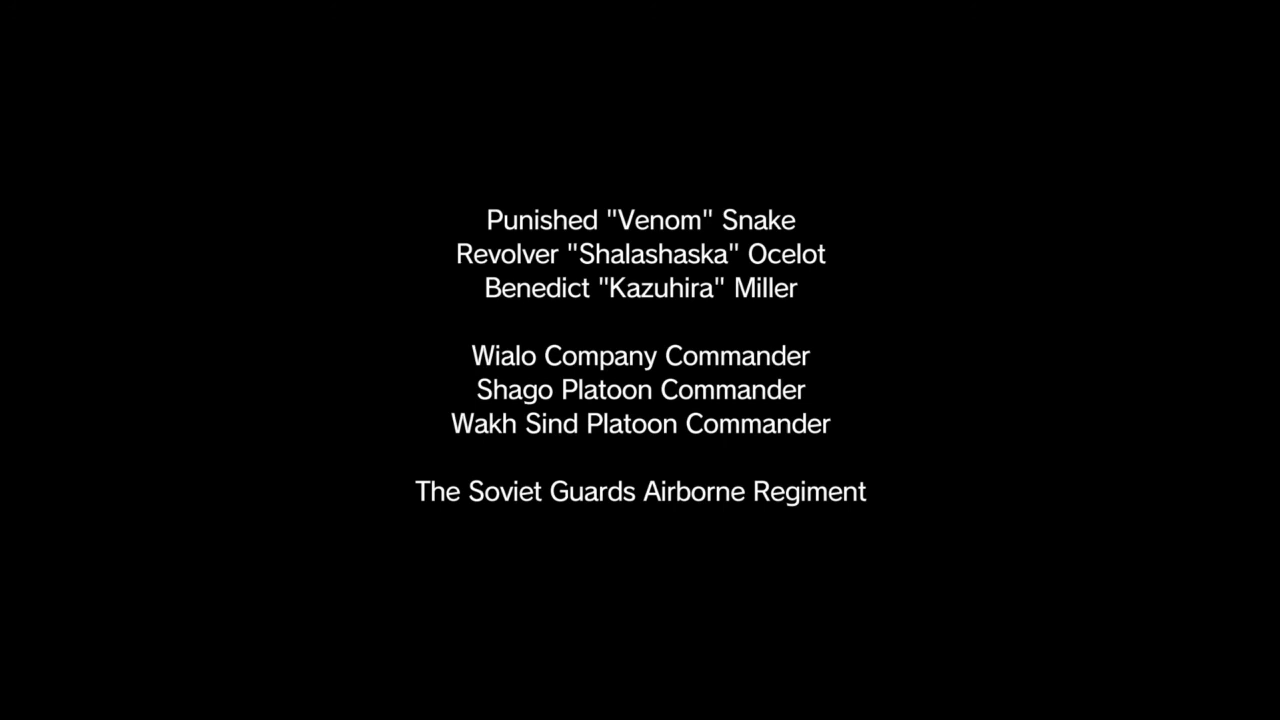 Punished "Venom" Snake
Revolver "Shalashaska" Ocelot
Benedict "Kazuhira" Miller
Wialo Company Commander
Shago Platoon Commander
Wakh Sind Platoon Commander
The Soviet Guards Airborne Regiment